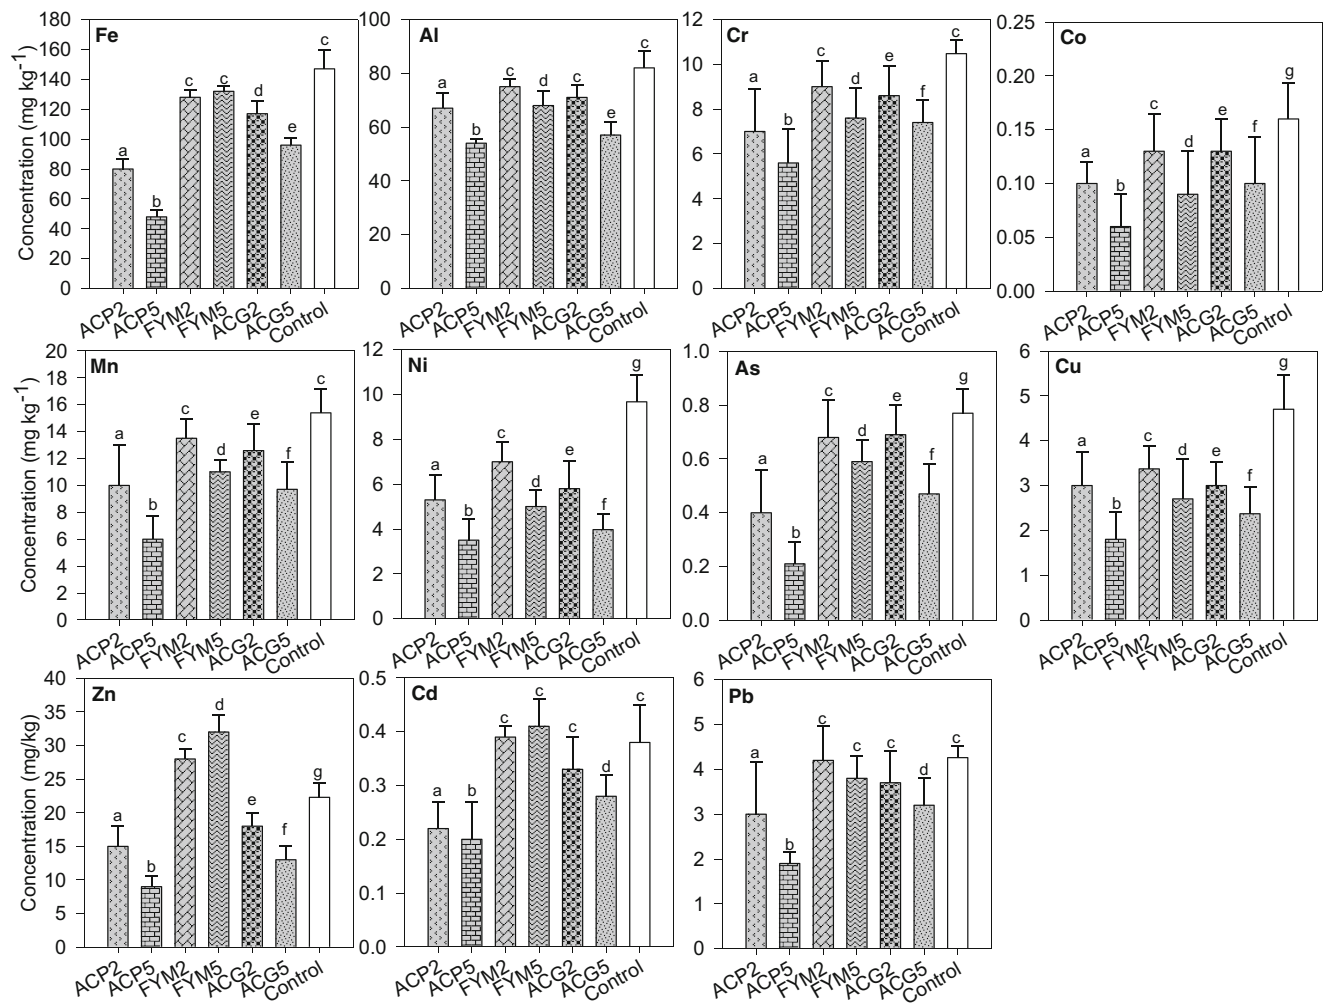 Fe
Concentration (mg kg-1)
180
160
140
120
100
80
60
40
20
0
a
b
c
c
d
e
c
ACP2
ACP5
FYM2
FYM5
ACG2
ACG5
Control
Al
100
80
60
40
20
0
a
b
c
d
c
e
c
ACP2
ACP5
FYM2
FYM5
ACG2
ACG5
Control
Cr
12
10
8
6
4
2
0
a
b
c
d
e
f
c
ACP2
ACP5
FYM2
FYM5
ACG2
ACG5
Control
Co
0.25
0.20
0.15
0.10
0.05
0.00
a
b
c
d
e
f
g
ACP2
ACP5
FYM2
FYM5
ACG2
ACG5
Control
Mn
Concentration (mg kg-1)
20
18
16
14
12
10
8
6
4
2
0
a
b
c
d
e
f
c
ACP2
ACP5
FYM2
FYM5
ACG2
ACG5
Control
Ni
12
10
8
6
4
2
0
a
b
c
d
e
f
g
ACP2
ACP5
FYM2
FYM5
ACG2
ACG5
Control
As
1.0
0.8
0.6
0.4
0.2
0.0
a
b
c
d
e
f
g
ACP2
ACP5
FYM2
FYM5
ACG2
ACG5
Control
Cu
6
5
4
3
2
1
0
a
b
c
d
e
f
g
ACP2
ACP5
FYM2
FYM5
ACG2
ACG5
Control
Zn
Concentration (mg/kg)
40
35
30
25
20
15
10
5
0
a
b
c
d
e
f
g
ACP2
ACP5
FYM2
FYM5
ACG2
ACG5
Control
Cd
0.5
0.4
0.3
0.2
0.1
0.0
a
b
c
c
c
d
c
ACP2
ACP5
FYM2
FYM5
ACG2
ACG5
Control
Pb
6
5
4
3
2
1
0
a
b
c
c
c
d
c
ACP2
ACP5
FYM2
FYM5
ACG2
ACG5
Control